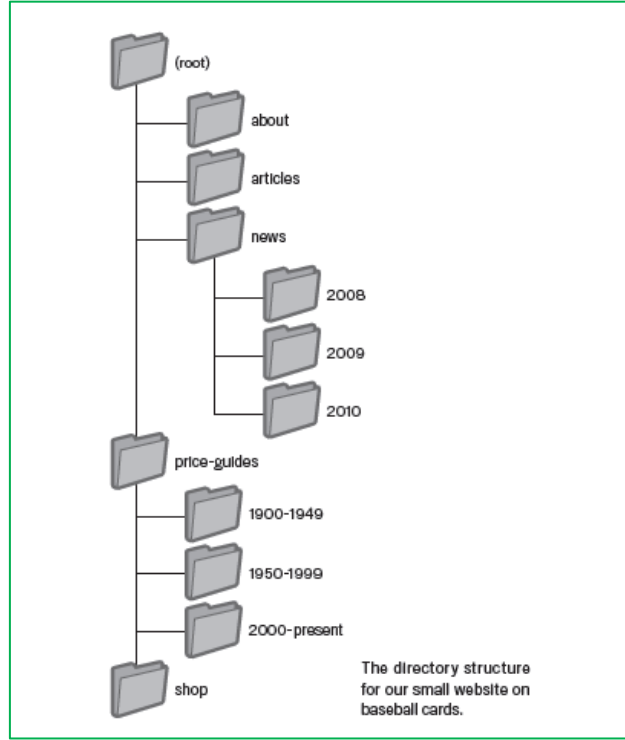 (root)
about
articles
news
2008
2009
2010
price-guides
1900-1949
1950-1999
2000-present
shop
The directory structure
for our small website on
baseball cards.